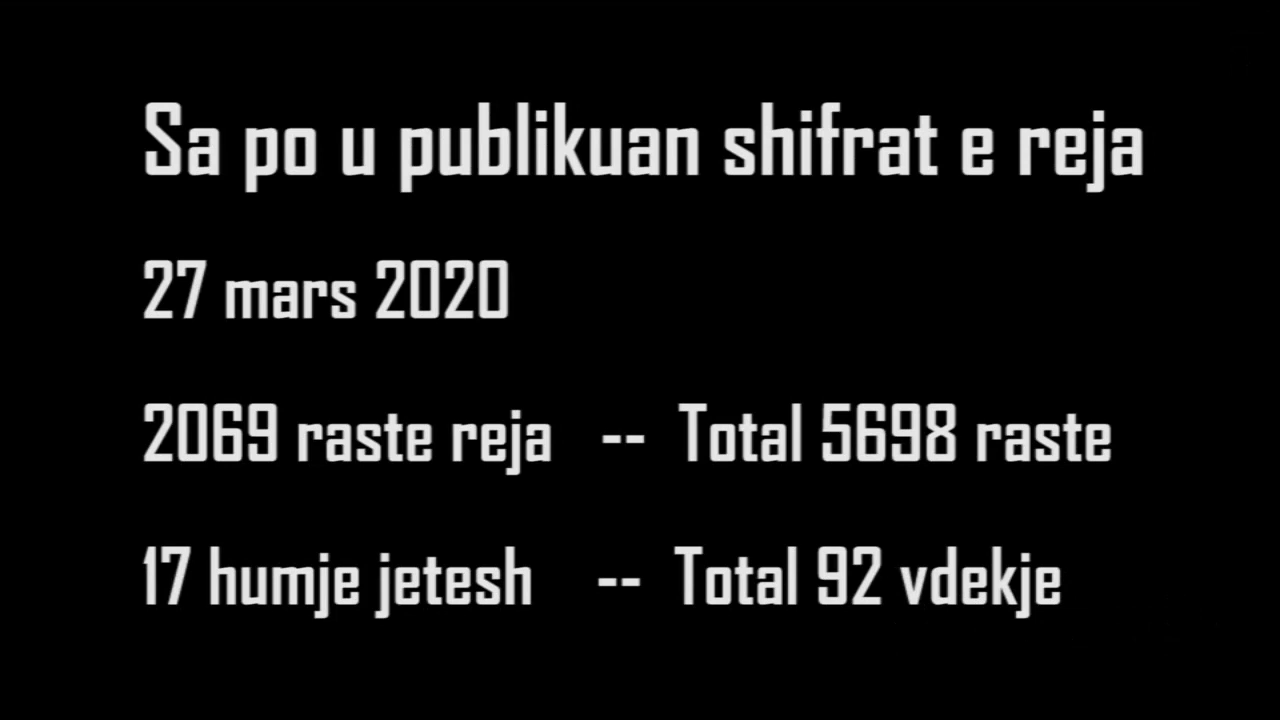 Sa po u publikuan shifrat e reja
27 mars 2020
2069 raste reja -- Total 5698 raste
17 humje jetesh -- Total 92 vdekje